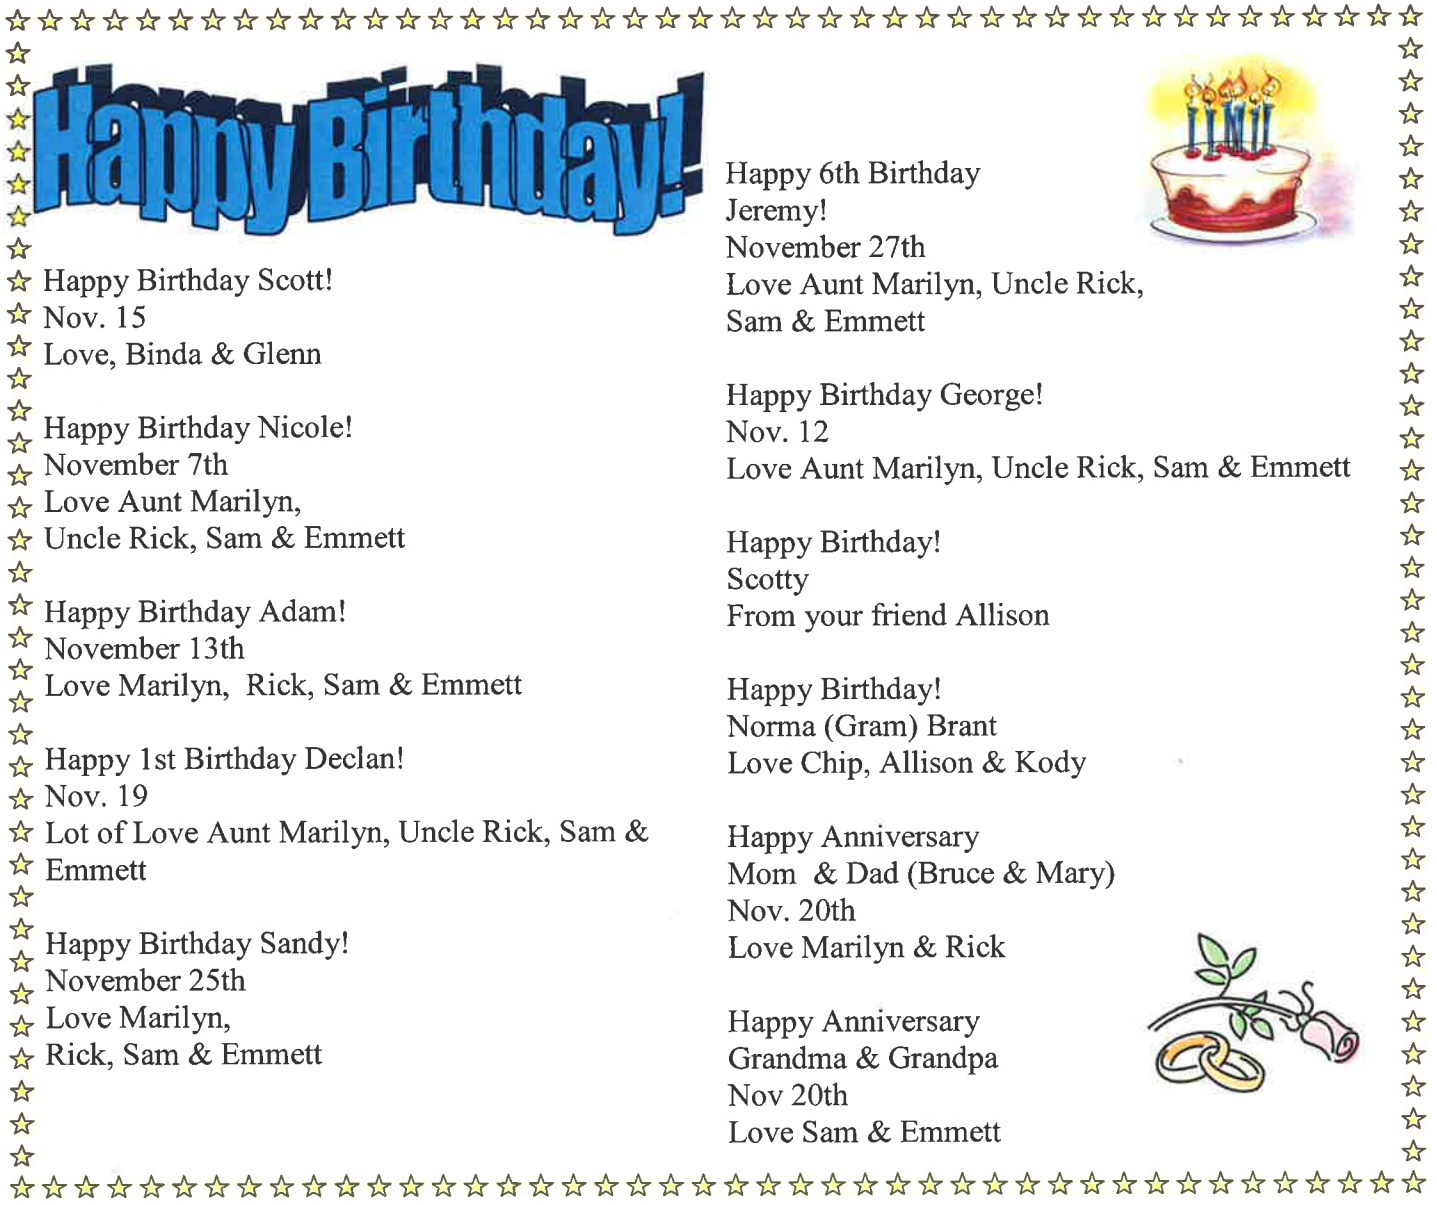 Happy Birthday!
Happy Birthday Scott!
Nov. 15
Love, Binda & Glenn
Happy Birthday Nicole!
November 7th
Love Aunt Marilyn,
Uncle Rick, Sam & Emmett
Happy Birthday Adam!
November 13th
Love Marilyn,  Rick, Sam & Emmett
Happy 1st Birthday Declan!
Nov. 19
Lot of Love Aunt Marilyn, Uncle Rick, Sam &
Emmett
Happy Birthday Sandy!
November 25th
Love Marilyn,
Rick, Sam & Emmett
Happy 6th Birthday
Jeremy!
November 27th
Love Aunt Marilyn, Uncle Rick,
Sam & Emmett
Happy Birthday George!
Nov. 12
Love Aunt Marilyn, Uncle Rick, Sam & Emmett
Happy Birthday!
Scotty
From your friend Allison
Happy Birthday!
Norma (Gram) Brant
Love Chip, Allison & Kody
Happy Anniversary
Mom  & Dad (Bruce & Mary)
Nov. 20th
Love Marilyn & Rick
Happy Anniversary
Grandma & Grandpa
Nov 20th
Love Sam & Emmett